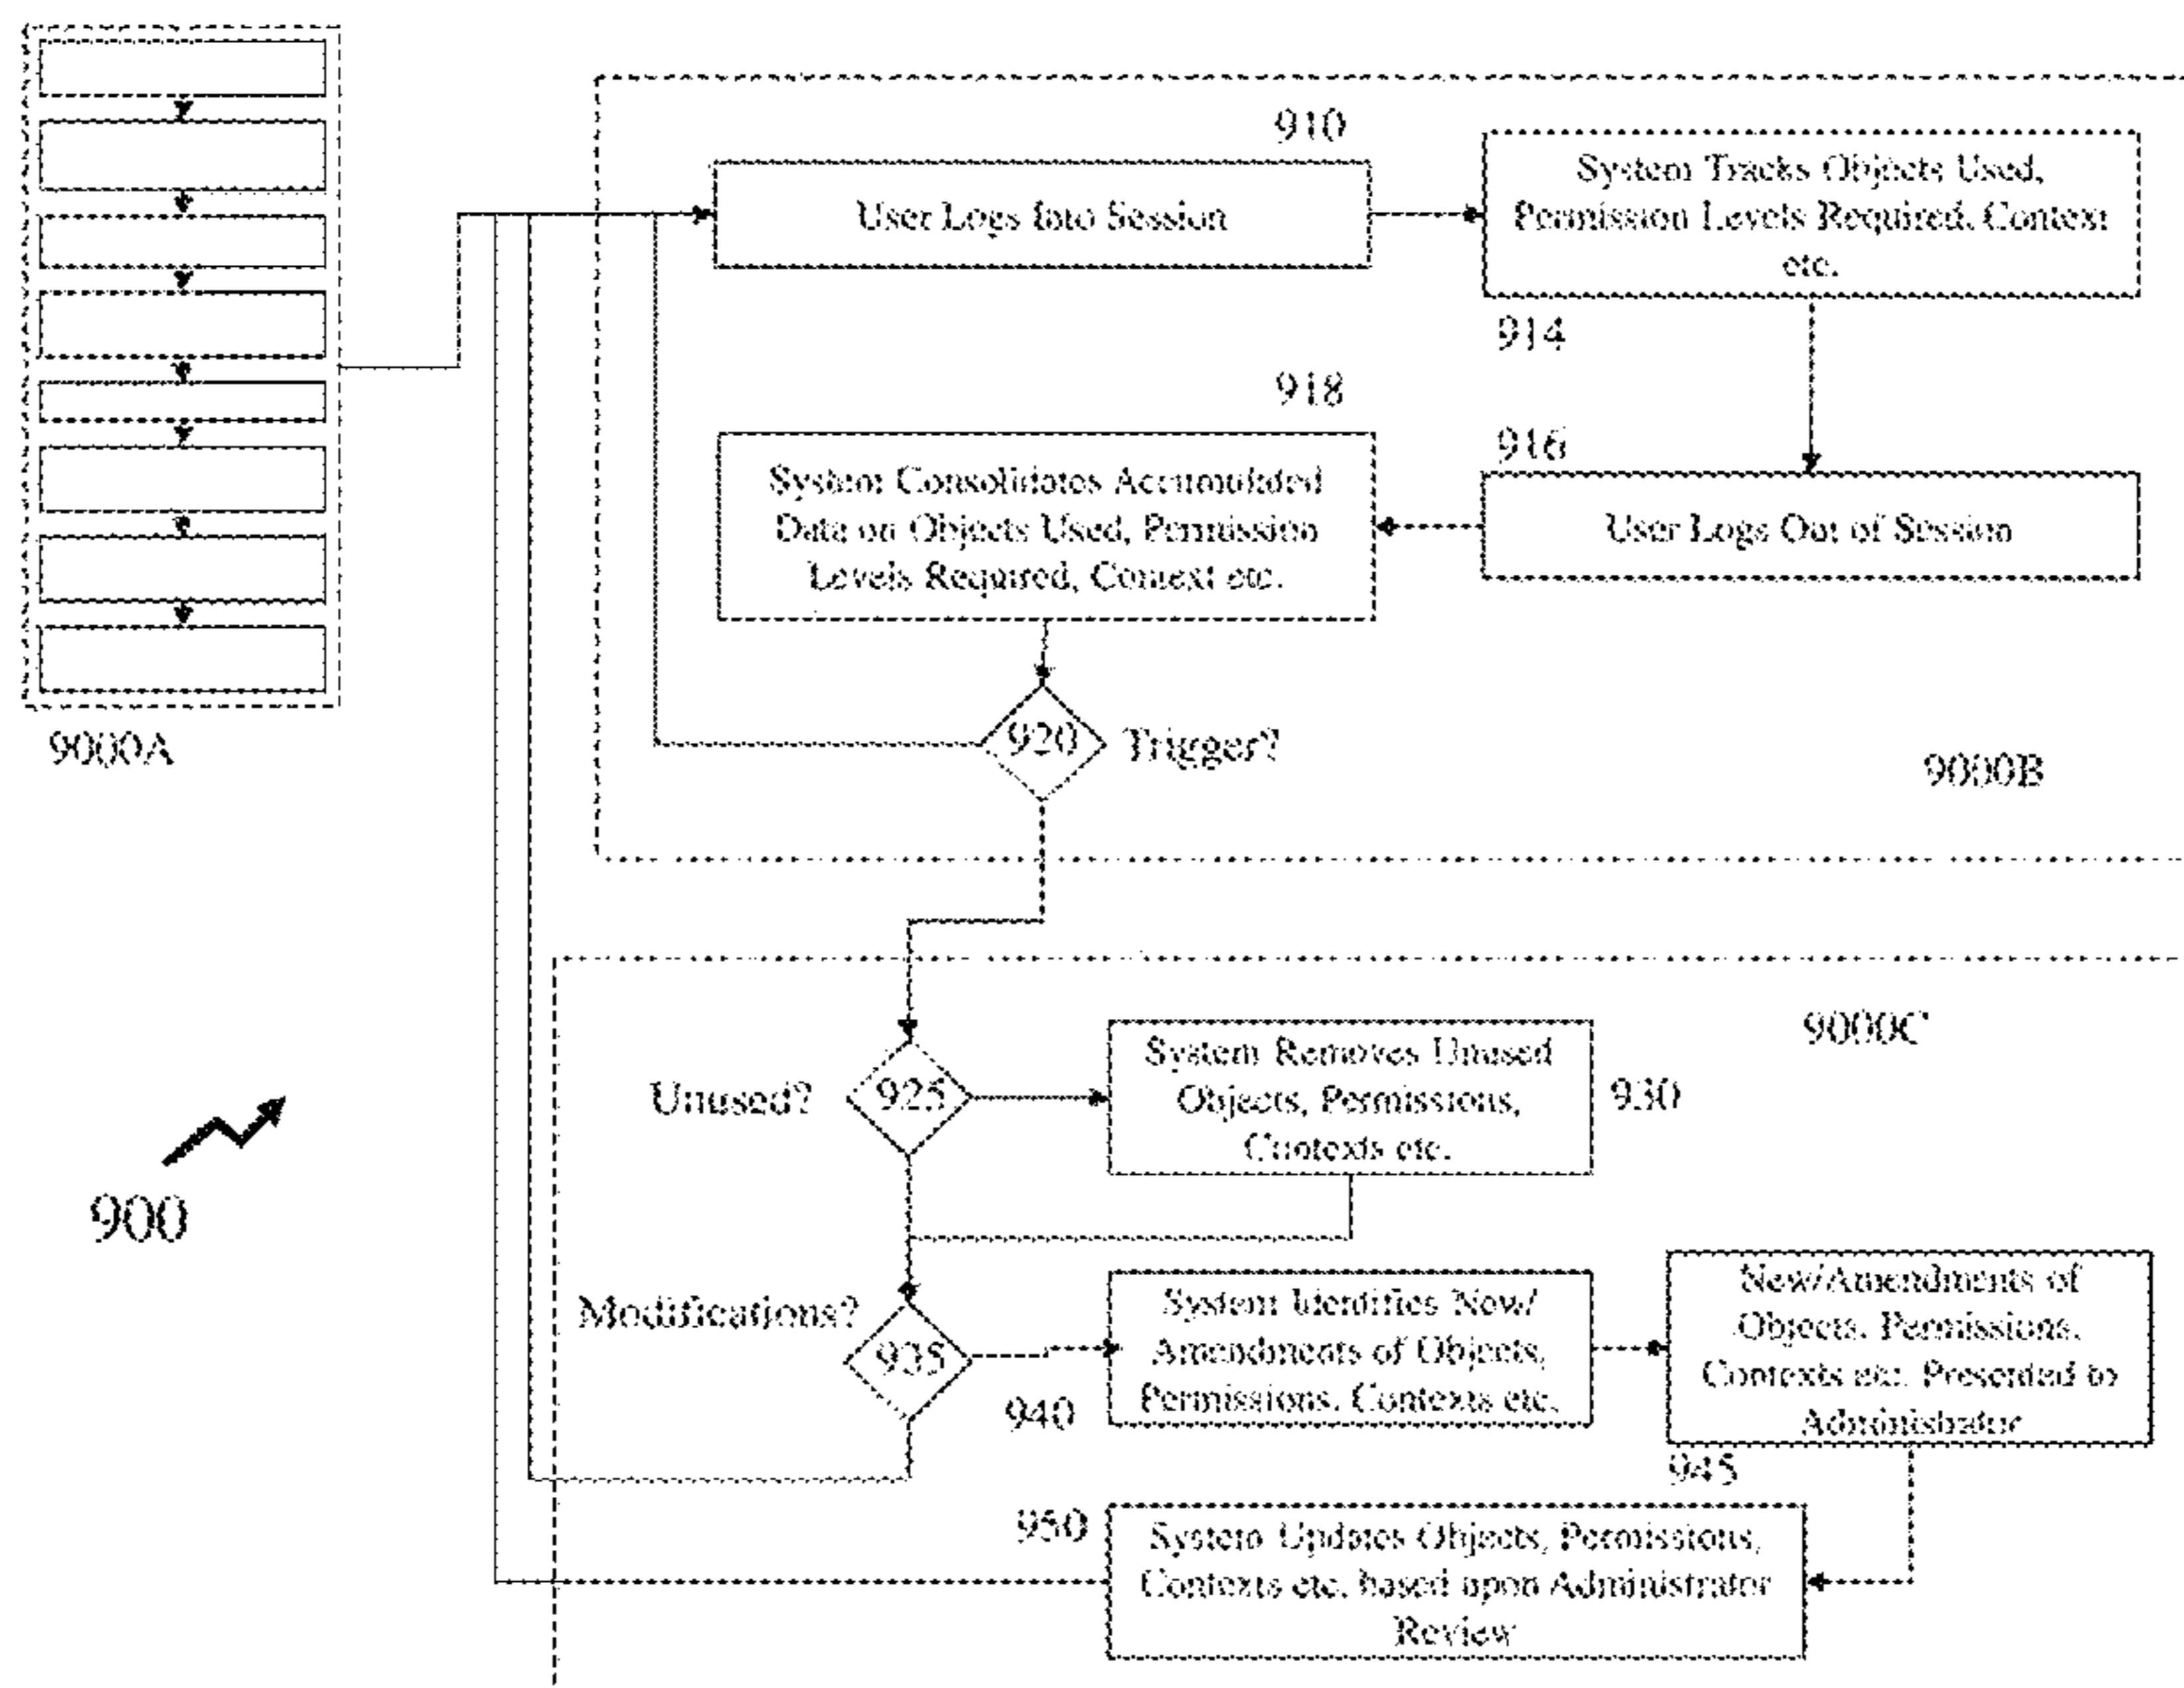 910
User Logs Into Session
System Tracks Objects Used,
Permission Levels Required, Context
etc.
914
918
System Consolidates Accumulated
Data on Objects Used, Permission
Levels Required, Context etc.
916
User Logs Out of Session
920
Trigger?
9000A
9000B
9000C
Unused?
925
System Removes Unused
Objects, Permissions,
Contexts etc.
930
900
Modifications?
935
940
System Identifies New/
Amendments of Objects,
Permissions, Contexts etc.
New/Amendments of
Objects, Permissions,
Contexts etc. Presented to
Administrator
945
950
System Updates Objects, Permissions,
Contexts etc. based upon Administrator
Review